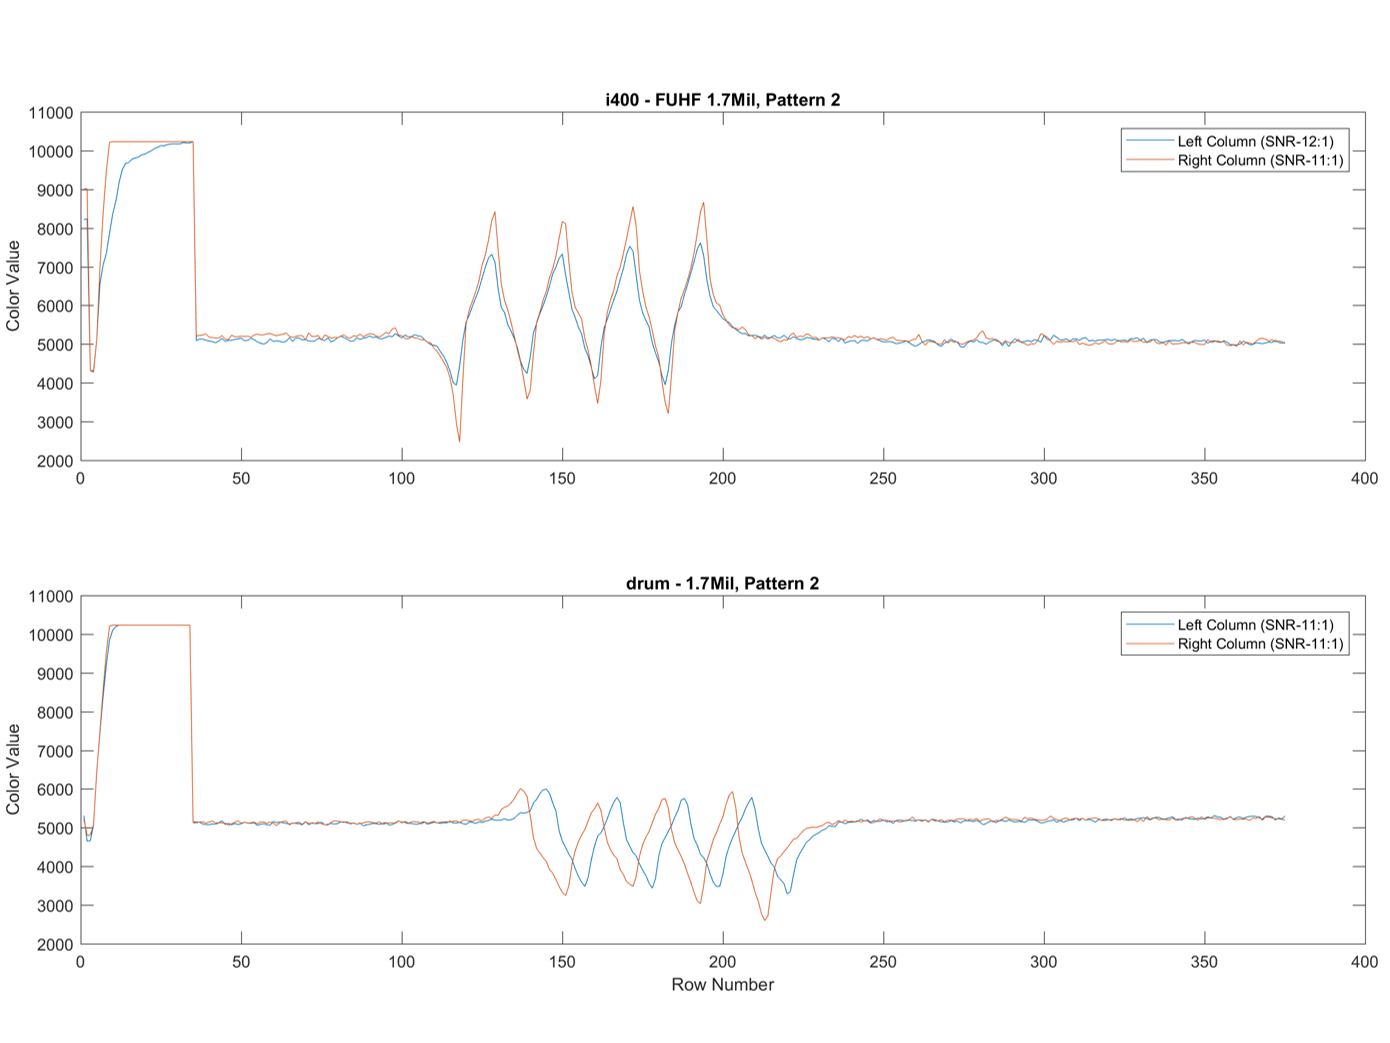 i400 - FUHF 1.7Mil, Pattern 2
11000
10000
9000
8000
7000
6000
5000
4000
3000
2000
Color Value
Left Column (SNR-12:1)
Right Column (SNR-11:1)
0 50 100 150 200 250 300 350 400
drum - 1.7Mil, Pattern 2
11000
10000
9000
8000
7000
6000
5000
4000
3000
2000
Color Value
Left Column (SNR-11:1)
Right Column (SNR-11:1)
0 50 100 150 200 250 300 350 400
Row Number